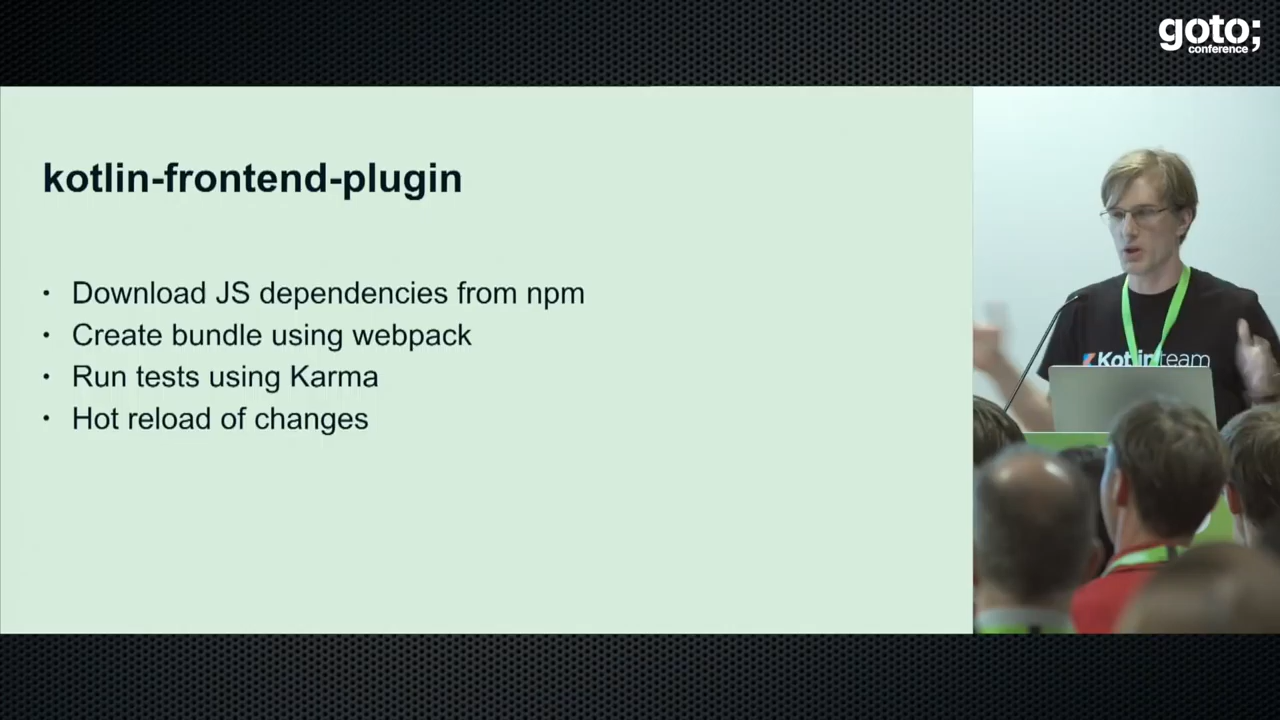 goto;
conference
kotlin-frontend-plugin
• Download JS dependencies from npm
• Create bundle using webpack
• Run tests using Karma
• Hot reload of changes
Kotlin team